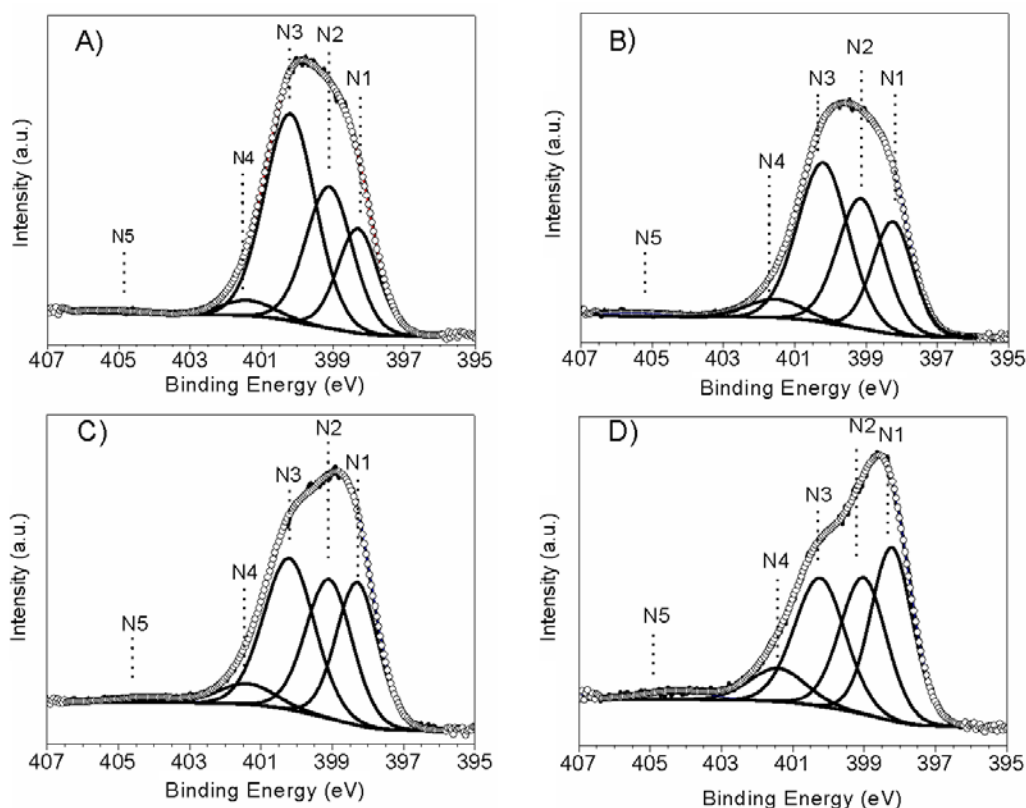 A)
N3
N2
N1
N4
N5
Intensity (a.u.)
407 405 403 401 399 397 395
Binding Energy (eV)
B)
N2
N3
N1
N4
N5
Intensity (a.u.)
407 405 403 401 399 397 395
Binding Energy (eV)
C)
N2
N3
N1
N4
N5
Intensity (a.u.)
407 405 403 401 399 397 395
Binding Energy (eV)
D)
N2
N1
N3
N4
N5
Intensity (a.u.)
407 405 403 401 399 397 395
Binding Energy (eV)